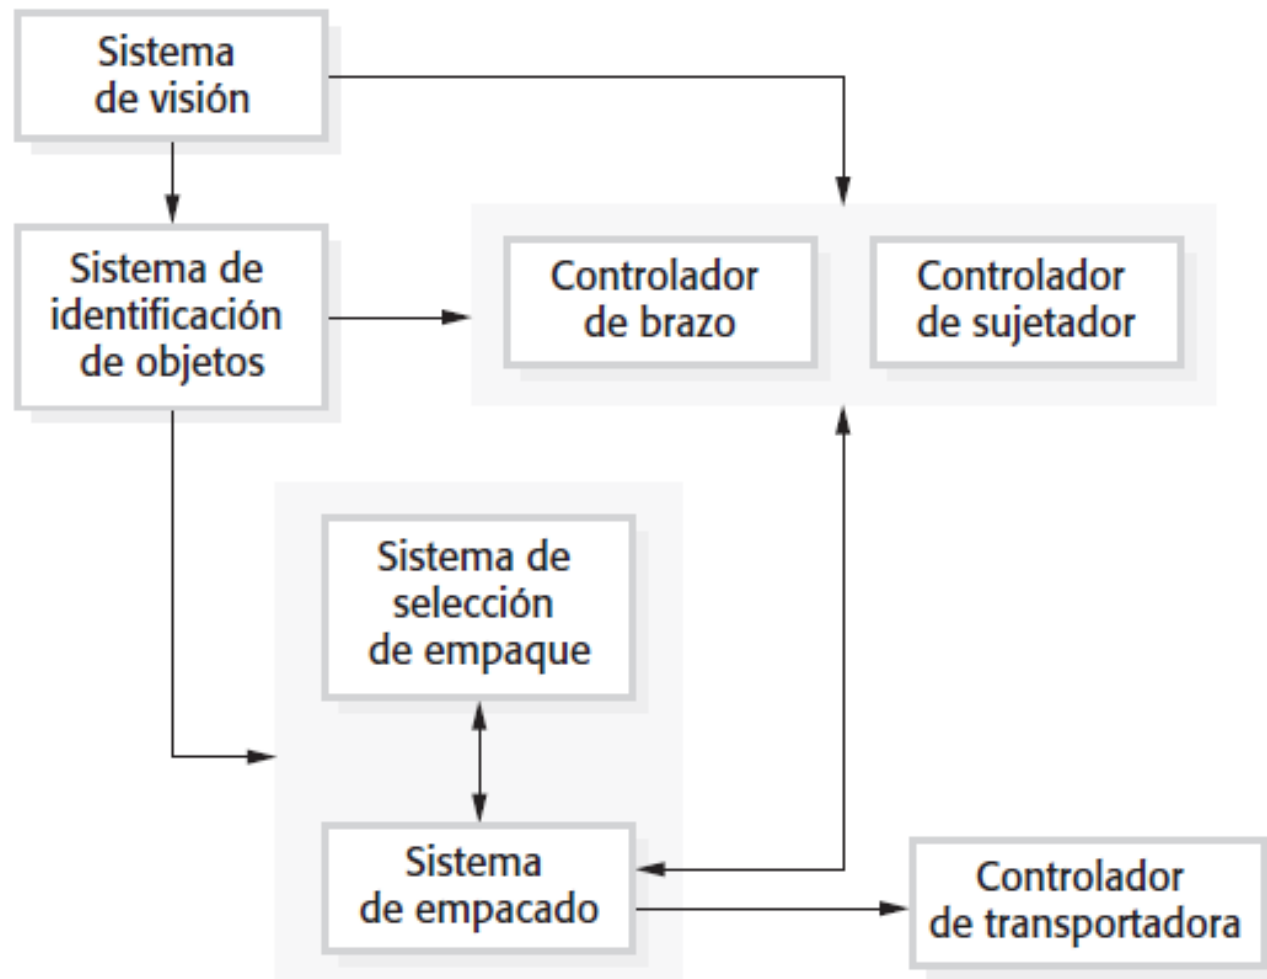 Sistema
de visión
Sistema de
identificación
de objetos
Controlador
de brazo
Controlador
de sujetador
Sistema de
selección
de empaque
Sistema
de empacado
Controlador
de transportadora